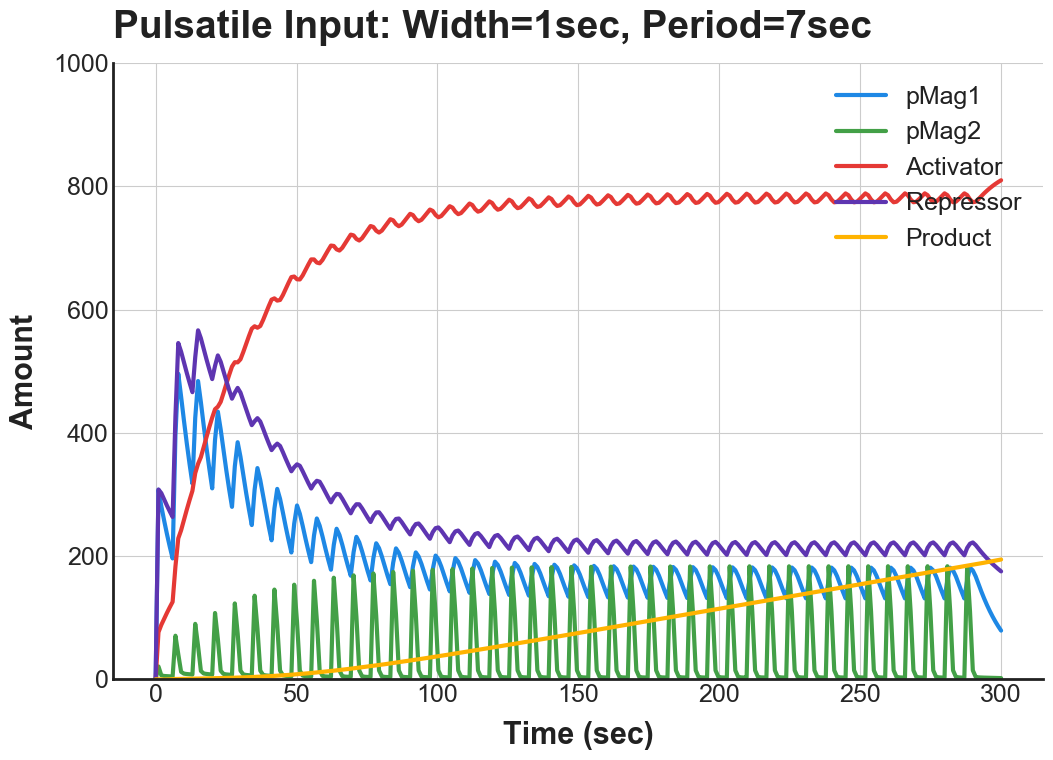 Pulsatile Input: Width=1sec, Period=7sec
1000
800
600
400
200
0
Amount
pMag1
pMag2
Activator
Repressor
Product
0 50 100 150 200 250 300
Time (sec)